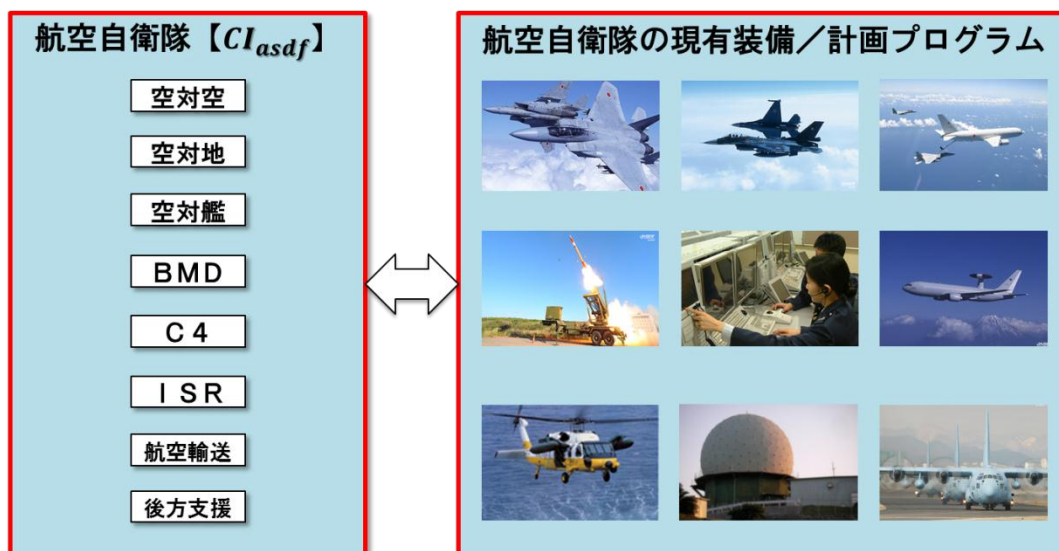 航空自衛隊【CI_asdf】
空対空
空対地
空対艦
ＢＭＤ
Ｃ４
ＩＳＲ
航空輸送
後方支援
航空自衛隊の現有装備／計画プログラム